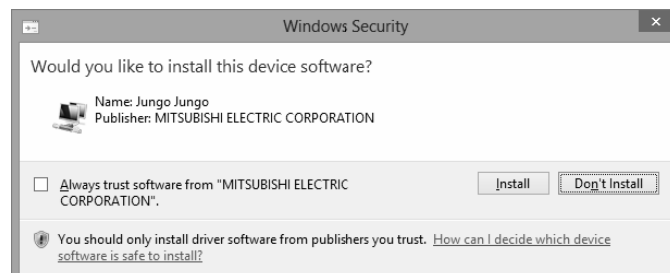 Windows Security
Would you like to install this device software?
Name: Jungo Jungo
Publisher: MITSUBISHI ELECTRIC CORPORATION
Always trust software from "MITSUBISHI ELECTRIC
CORPORATION".
Install
Don't Install
You should only install driver software from publishers you trust. How can I decide which device
software is safe to install?